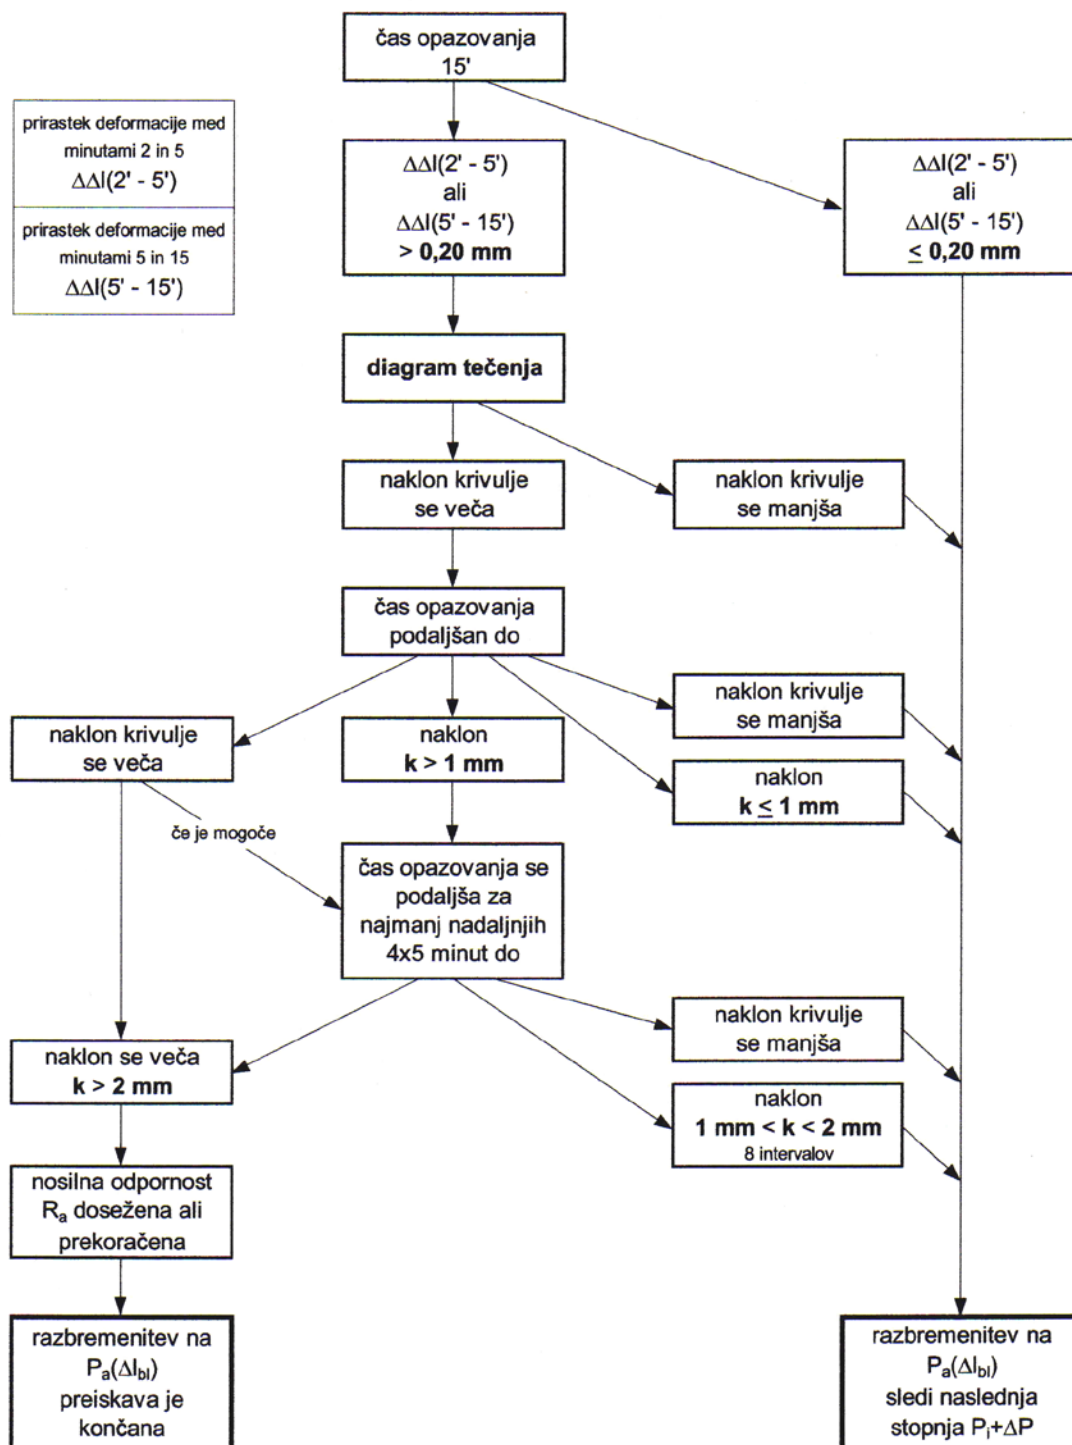 čas opazovanja
15'
prirastek deformacije med
minutami 2 in 5
ΔΔl(2' - 5')
prirastek deformacije med
minutami 5 in 15
ΔΔl(5' - 15')
ΔΔl(2' - 5')
ali
ΔΔl(5' - 15')
> 0,20 mm
ΔΔl(2' - 5')
ali
ΔΔl(5' - 15')
≤ 0,20 mm
diagram tečenja
naklon krivulje
se veča
naklon krivulje
se manjša
čas opazovanja
podaljšan do
naklon krivulje
se veča
naklon
k > 1 mm
naklon krivulje
se manjša
naklon
k ≤ 1 mm
če je mogoče
čas opazovanja se
podaljša za
najmanj nadaljnjih
4x5 minut do
naklon krivulje
se manjša
naklon se veča
k > 2 mm
naklon
1 mm < k < 2 mm
8 intervalov
nosilna odpornost
Rₐ dosežena ali
prekoračena
razbremenitev na
Pₐ(Δl_bl)
preiskava je
končana
razbremenitev na
Pₐ(Δl_bl)
sledi naslednja
stopnja Pᵢ+ΔP